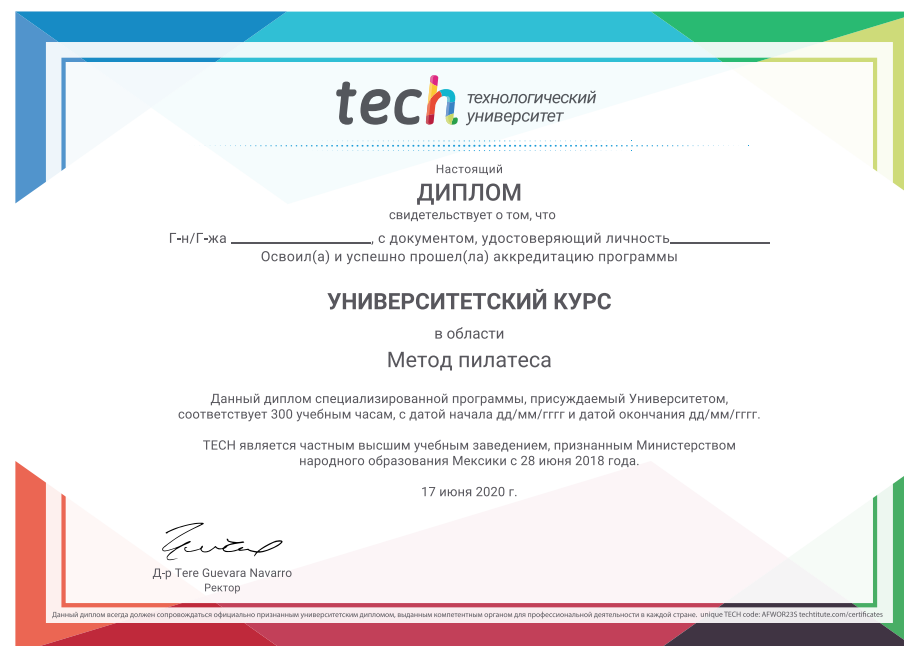 tech технологический
университет
Настоящий
ДИПЛОМ
свидетельствует о том, что
Г-н/Г-жа ____________________, с документом, удостоверяющий личность______________
Освоил(а) и успешно прошел(ла) аккредитацию программы
УНИВЕРСИТЕТСКИЙ КУРС
в области
Метод пилатеса
Данный диплом специализированной программы, присуждаемый Университетом,
соответствует 300 учебным часам, с датой начала дд/мм/гггг и датой окончания дд/мм/гггг.
TECH является частным высшим учебным заведением, признанным Министерством
народного образования Мексики с 28 июня 2018 года.
17 июня 2020 г.
Д-р Tere Guevara Navarro
Ректор
Данный диплом всегда должен сопровождаться официально признанным университетским дипломом, выданным компетентным органом для профессиональной деятельности в каждой стране. unique TECH code: AFWOR23S techtitute.com/certificates